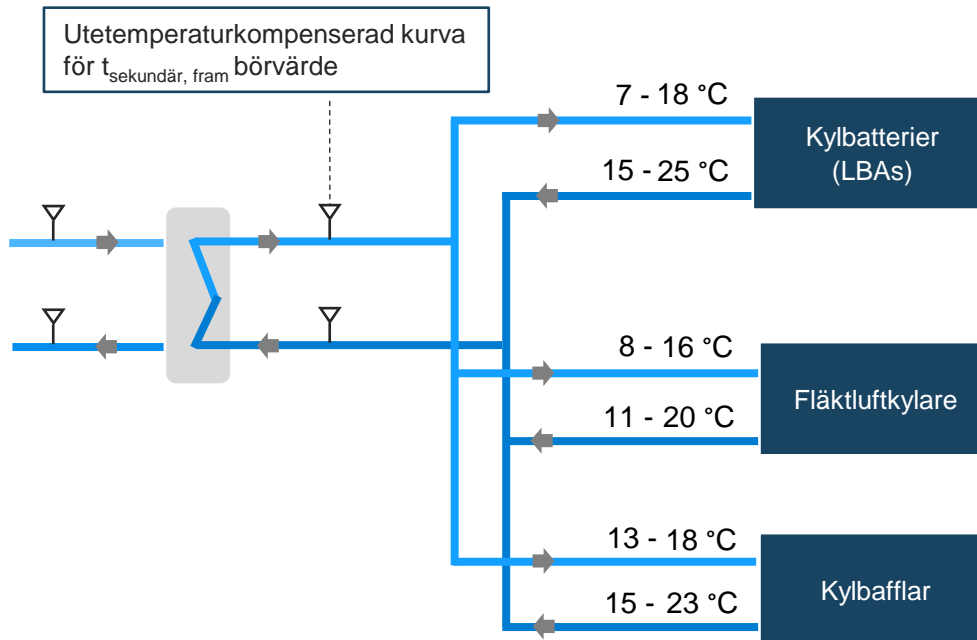 Utetemperaturkompenserad kurva
för t sekundär, fram börvärde
7 - 18 °C
Kylbatterier
(LBAs)
15 - 25 °C
8 - 16 °C
Fläktluftkylare
11 - 20 °C
13 - 18 °C
Kylbafflar
15 - 23 °C